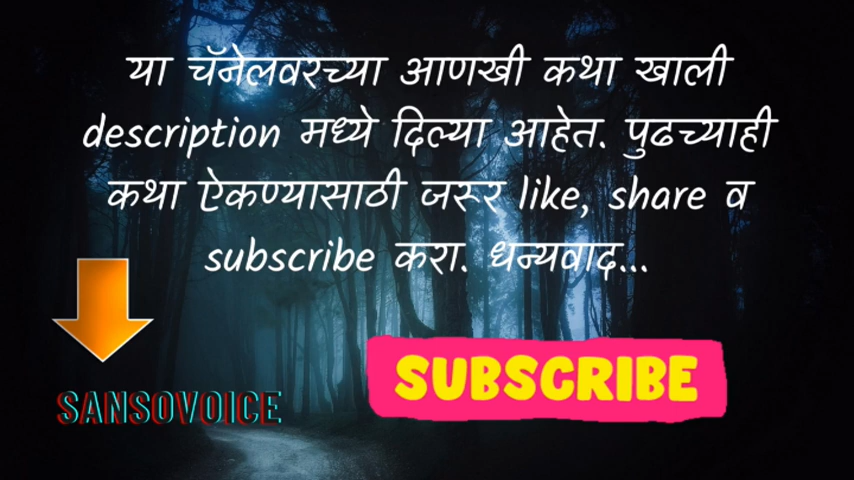 या चॅनेलवरच्या आणखी कथा खाली
description मध्ये दिल्या आहेत. पुढच्याही
कथा ऐकण्यासाठी जरूर like, share व
subscribe करा. धन्यवाद...
SUBSCRIBE
SANSOVOICE